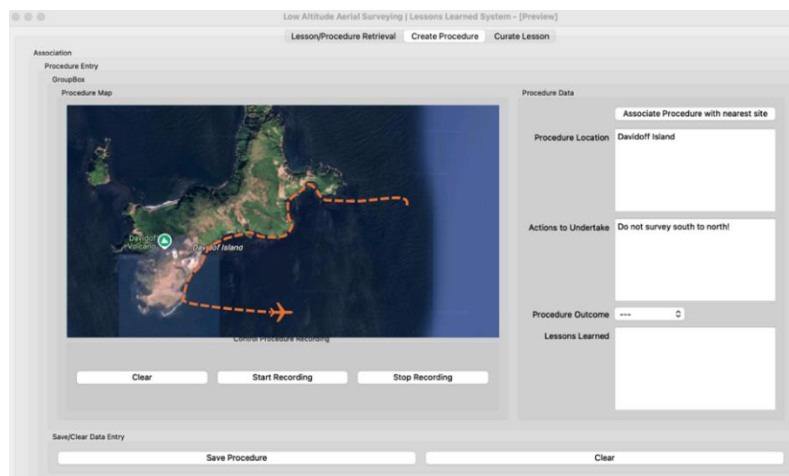 Low Altitude Aerial Surveying | Lessons Learned System - [Preview]
Lesson/Procedure Retrieval Create Procedure Curate Lesson
Association
Procedure Entry
GroupBox
Procedure Map
Davidof
Volcano
Davidof Island
Control Procedure Recording
Clear Start Recording Stop Recording
Procedure Data
Associate Procedure with nearest site
Procedure Location Davidoff Island
Actions to Undertake Do not survey south to north!
Procedure Outcome ---
Lessons Learned
Save/Clear Data Entry
Save Procedure Clear